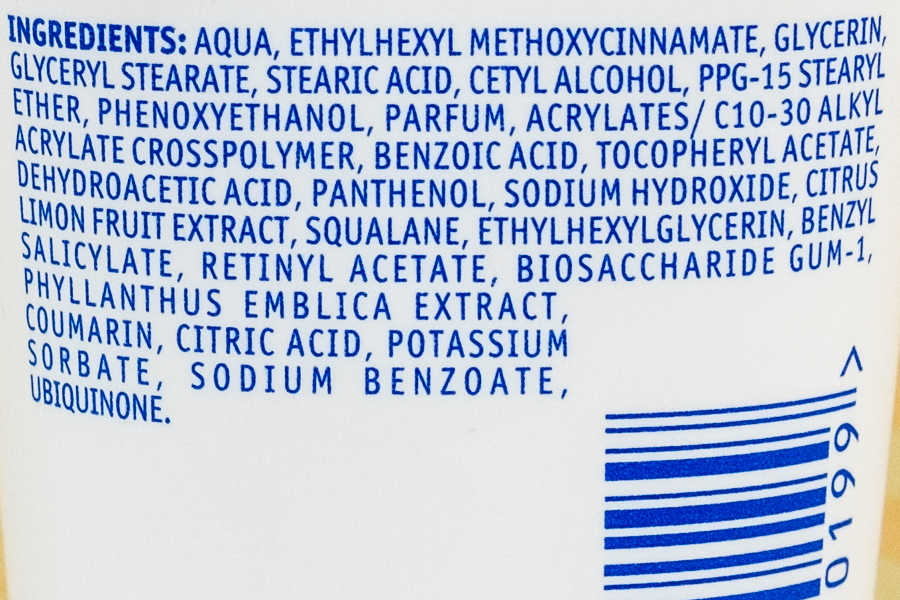 INGREDIENTS: AQUA, ETHYLHEXYL METHOXYCINNAMATE, GLYCERIN,
GLYCERYL STEARATE, STEARIC ACID, CETYL ALCOHOL, PPG-15 STEARYL
ETHER, PHENOXYETHANOL, PARFUM, ACRYLATES/ C10-30 ALKYL
ACRYLATE CROSSPOLYMER, BENZOIC ACID, TOCOPHERYL ACETATE,
DEHYDROACETIC ACID, PANTHENOL, SODIUM HYDROXIDE, CITRUS
LIMON FRUIT EXTRACT, SQUALANE, ETHYLHEXYLGLYCERIN, BENZYL
SALICYLATE, RETINYL ACETATE, BIOSACCHARIDE GUM-1,
PHYLLANTHUS EMBLICA EXTRACT,
COUMARIN, CITRIC ACID, POTASSIUM
SORBATE, SODIUM BENZOATE,
UBIQUINONE.
0199 >